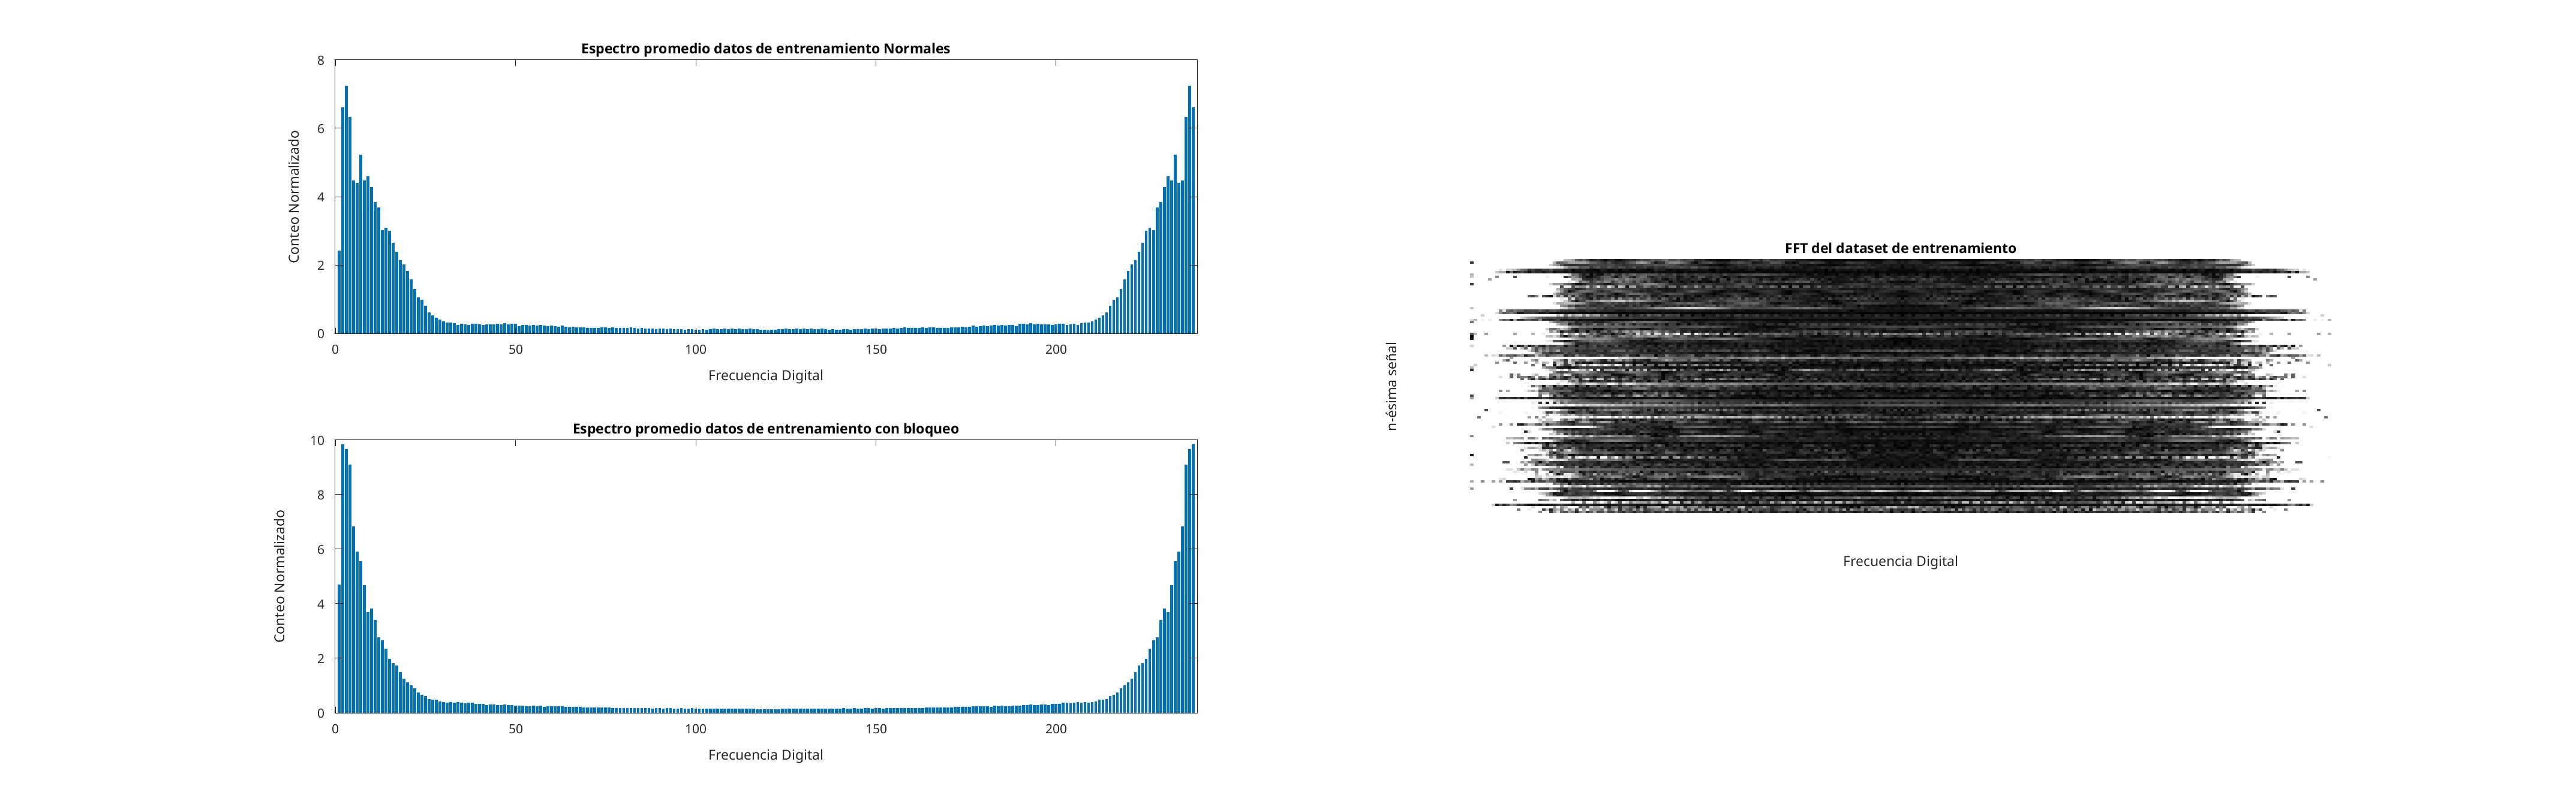 Espectro promedio datos de entrenamiento Normales
8
6
4
2
0
Conteo Normalizado
0 50 100 150 200
Frecuencia Digital
Espectro promedio datos de entrenamiento con bloqueo
10
8
6
4
2
0
Conteo Normalizado
0 50 100 150 200
Frecuencia Digital
FFT del dataset de entrenamiento
n-ésima señal
Frecuencia Digital